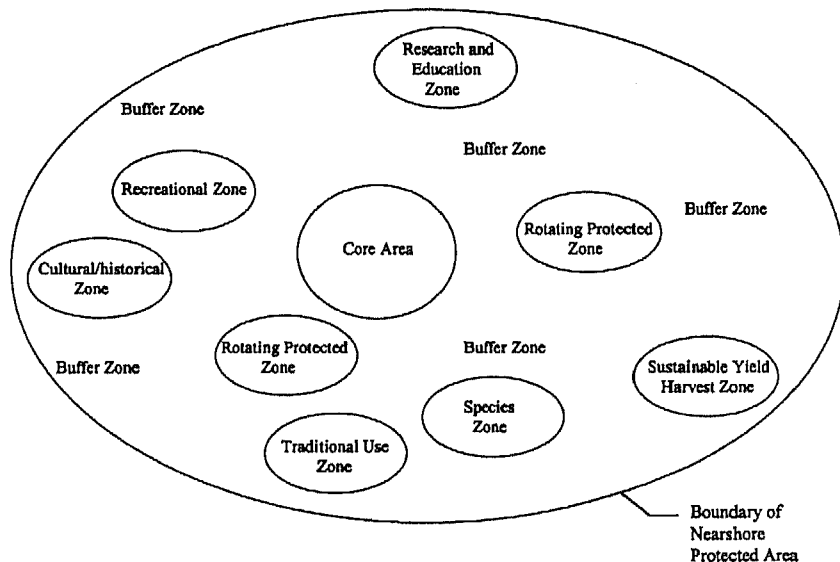 Research and
Education
Zone
Buffer Zone
Buffer Zone
Recreational Zone
Buffer Zone
Rotating Protected
Zone
Core Area
Cultural/historical
Zone
Rotating Protected
Zone
Buffer Zone
Buffer Zone
Sustainable Yield
Harvest Zone
Species
Zone
Traditional Use
Zone
Boundary of
Nearshore
Protected Area